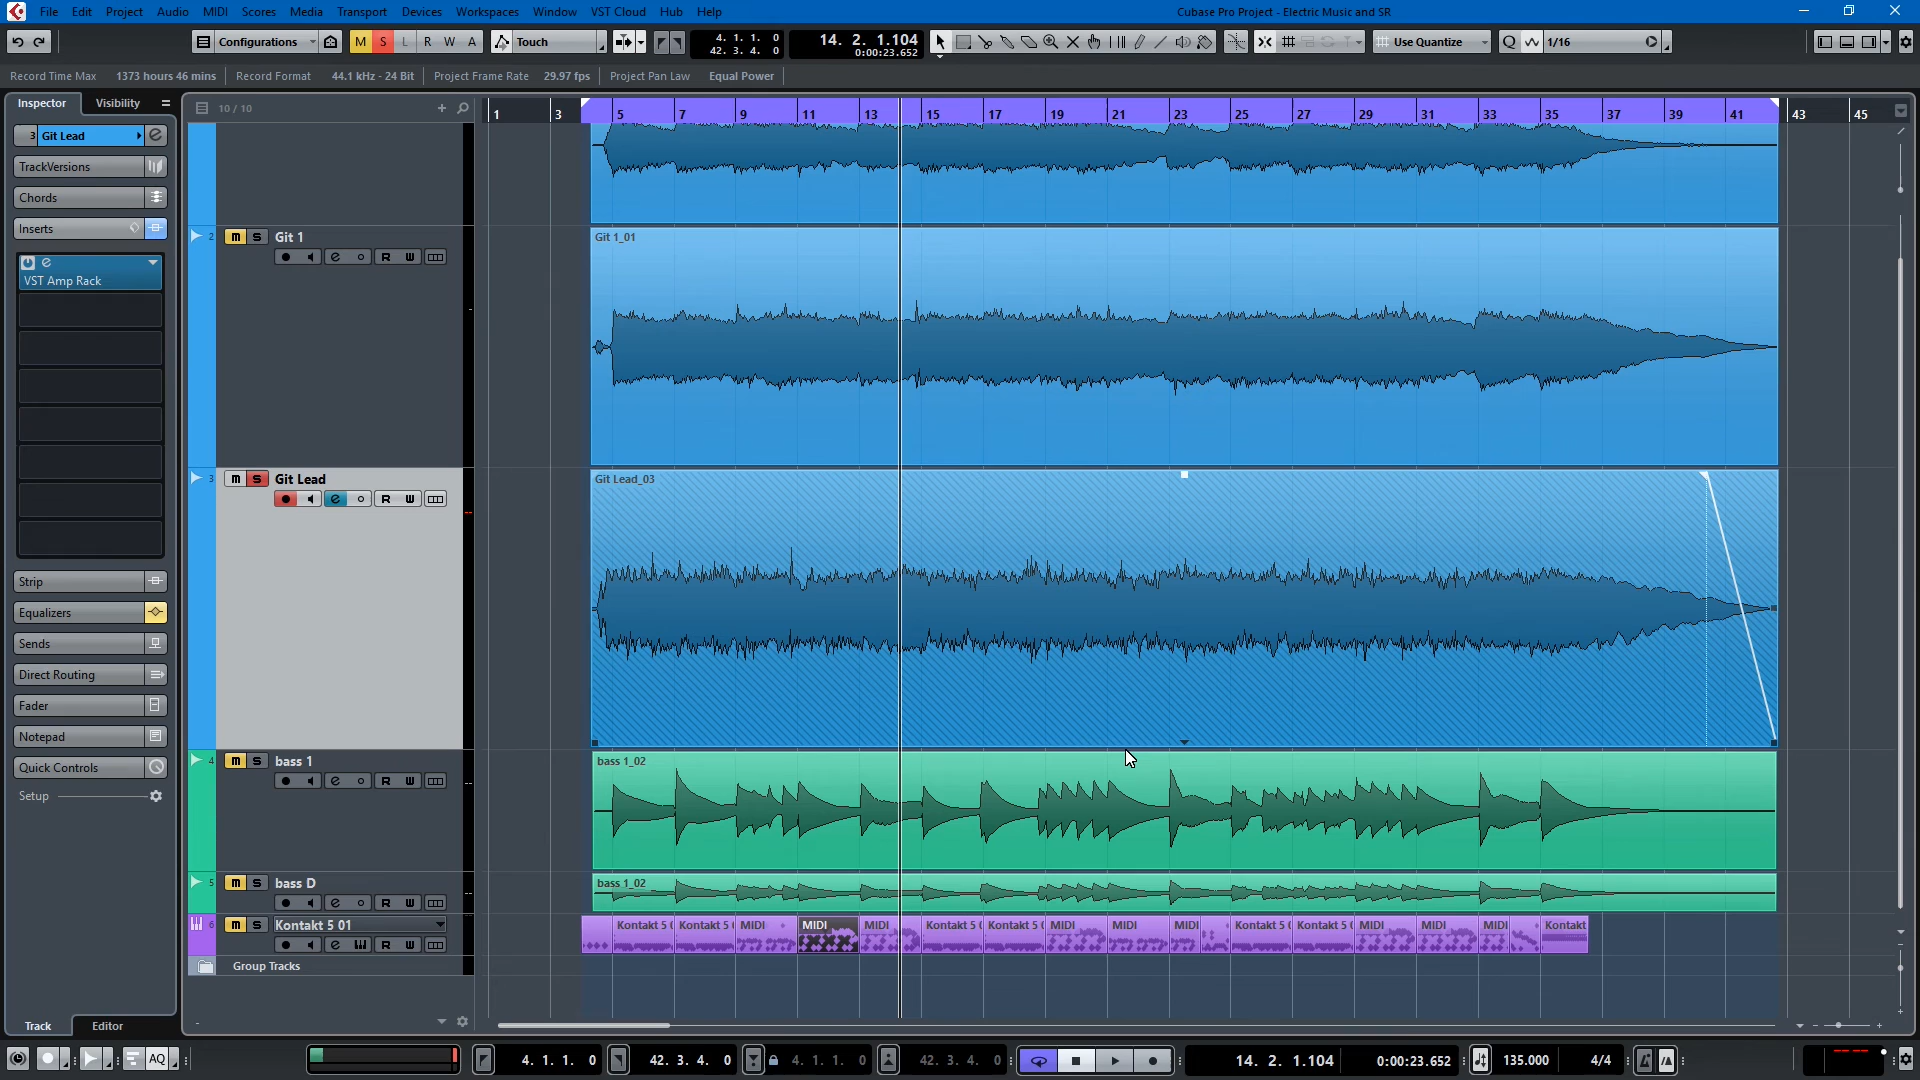 File Edit Project Audio MIDI Scores Media Transport Devices Workspaces Window VST Cloud Hub Help
Cubase Pro Project - Electric Music and SR
Configurations M S L R W A Touch
4. 1. 1. 0
42. 3. 4. 0
14. 2. 1.104
0:00:23.652
Use Quantize Q 1/16
Record Time Max 1373 hours 46 mins Record Format 44.1 kHz - 24 Bit Project Frame Rate 29.97 fps Project Pan Law Equal Power
Inspector Visibility
10 / 10
1 3 5 7 9 11 13 15 17 19 21 23 25 27 29 31 33 35 37 39 41 43 45
3 Git Lead e
TrackVersions
Chords
Inserts
e
VST Amp Rack
Strip
Equalizers
Sends
Direct Routing
Fader
Notepad
Quick Controls
Setup
2 m S Git 1
e R W
Git 1_01
3 m S Git Lead
e R W
Git Lead_03
4 m S bass 1
e R W
bass 1_02
5 m S bass D
e R W
bass 1_02
6 m S Kontakt 5 01
e R W
Kontakt 5 Kontakt 5 MIDI MIDI MIDI Kontakt 5 Kontakt 5 MIDI MIDI MIDI Kontakt 5 Kontakt 5 MIDI MIDI MIDI Kontakt
Group Tracks
Track Editor
AQ
4. 1. 1. 0 42. 3. 4. 0 4. 1. 1. 0 42. 3. 4. 0 14. 2. 1.104 0:00:23.652 135.000 4/4